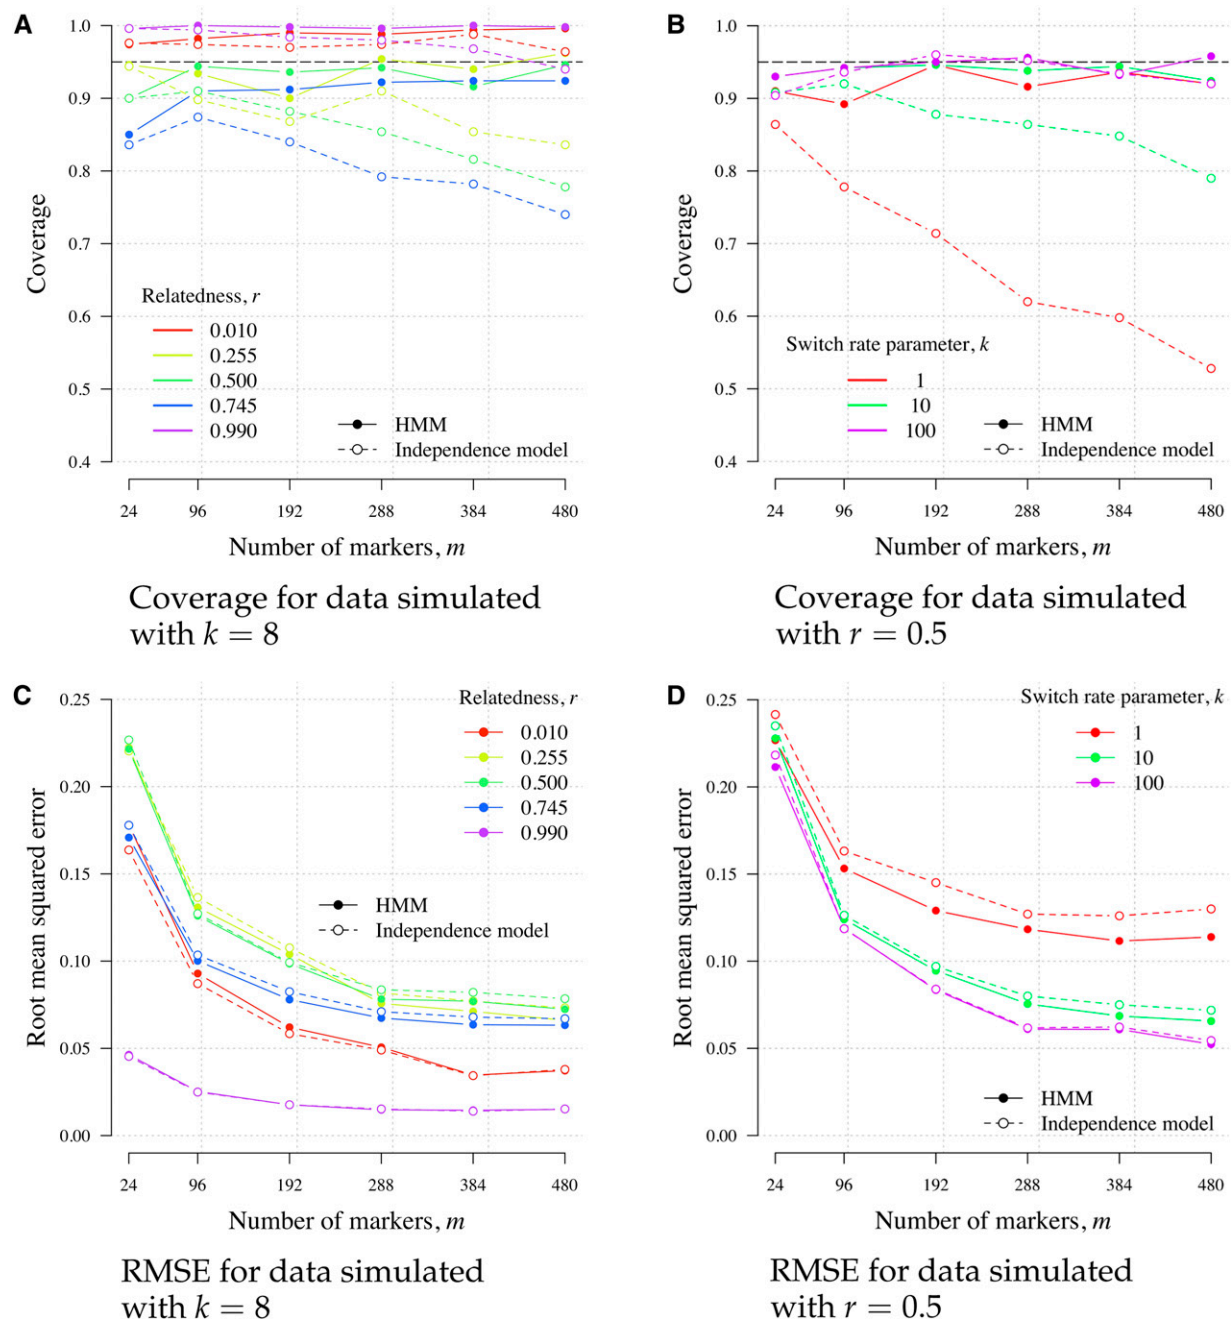 A
1.0
0.9
0.8
0.7
0.6
0.5
0.4
Coverage
Relatedness, r
0.010
0.255
0.500
0.745
0.990
HMM
Independence model
24 96 192 288 384 480
Number of markers, m
Coverage for data simulated
with k = 8
B
1.0
0.9
0.8
0.7
0.6
0.5
0.4
Coverage
Switch rate parameter, k
1
10
100
HMM
Independence model
24 96 192 288 384 480
Number of markers, m
Coverage for data simulated
with r = 0.5
C
0.25
0.20
0.15
0.10
0.05
0.00
Root mean squared error
Relatedness, r
0.010
0.255
0.500
0.745
0.990
HMM
Independence model
24 96 192 288 384 480
Number of markers, m
RMSE for data simulated
with k = 8
D
0.25
0.20
0.15
0.10
0.05
0.00
Root mean squared error
Switch rate parameter, k
1
10
100
HMM
Independence model
24 96 192 288 384 480
Number of markers, m
RMSE for data simulated
with r = 0.5